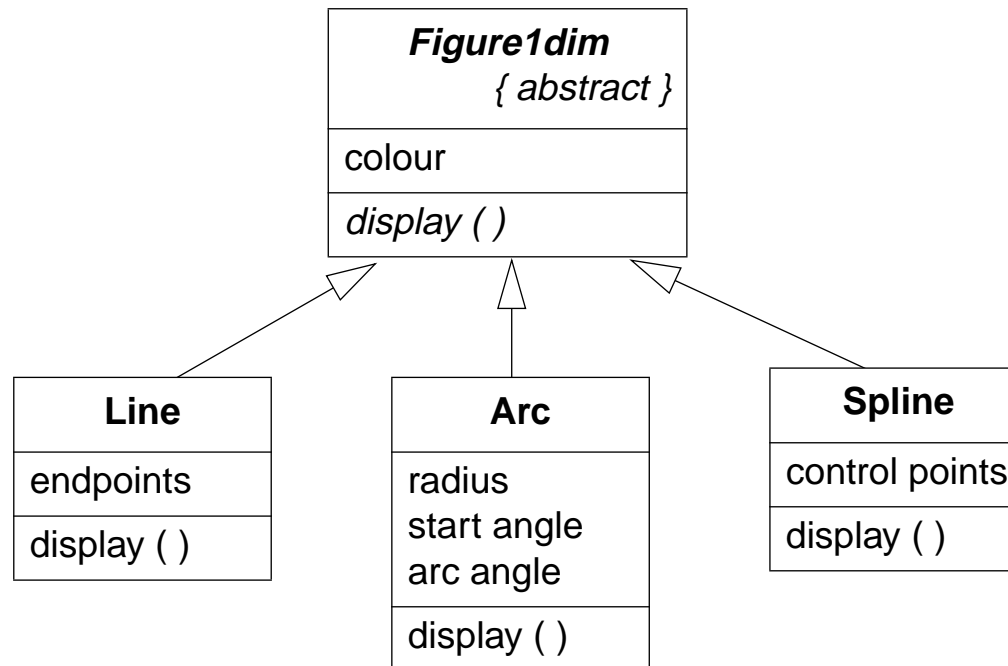 Figure1dim
{ abstract }
colour
display ( )
Line
endpoints
display ( )
Arc
radius
start angle
arc angle
display ( )
Spline
control points
display ( )